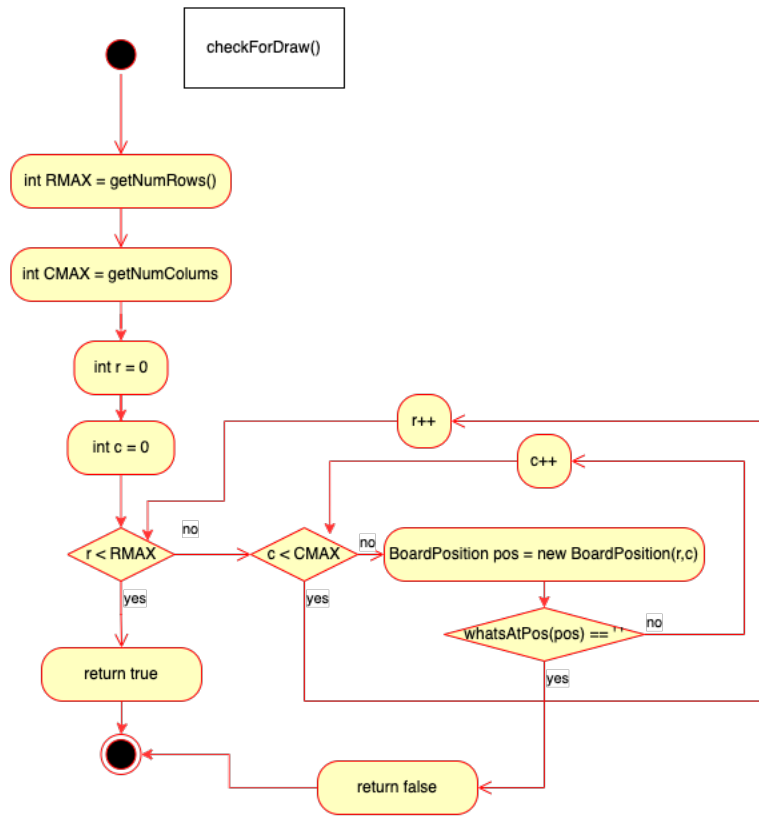 checkForDraw()
int RMAX = getNumRows()
int CMAX = getNumColums
int r = 0
int c = 0
r++
c++
r < RMAX
no
c < CMAX
no
BoardPosition pos = new BoardPosition(r,c)
yes
yes
whatsAtPos(pos) == ' '
no
return true
yes
return false